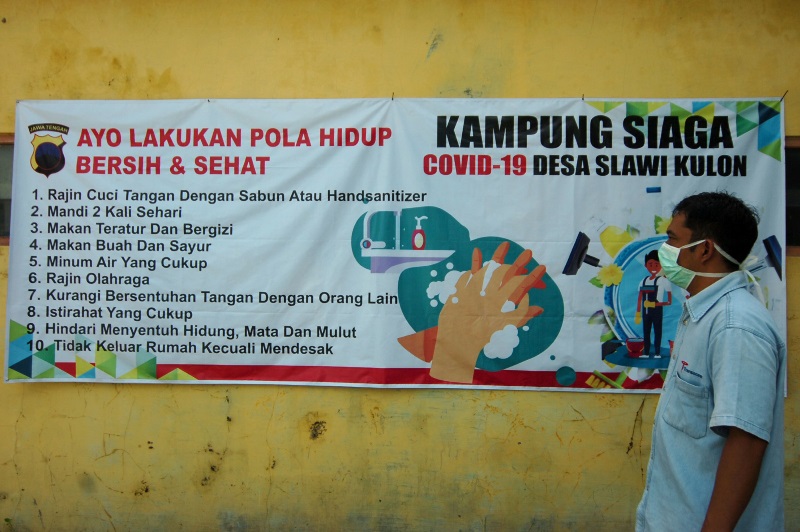 JAWA TENGAH
AYO LAKUKAN POLA HIDUP
BERSIH & SEHAT
1. Rajin Cuci Tangan Dengan Sabun Atau Handsanitizer
2. Mandi 2 Kali Sehari
3. Makan Teratur Dan Bergizi
4. Makan Buah Dan Sayur
5. Minum Air Yang Cukup
6. Rajin Olahraga
7. Kurangi Bersentuhan Tangan Dengan Orang Lain
8. Istirahat Yang Cukup
9. Hindari Menyentuh Hidung, Mata Dan Mulut
10. Tidak Keluar Rumah Kecuali Mendesak
KAMPUNG SIAGA
COVID-19 DESA SLAWI KULON